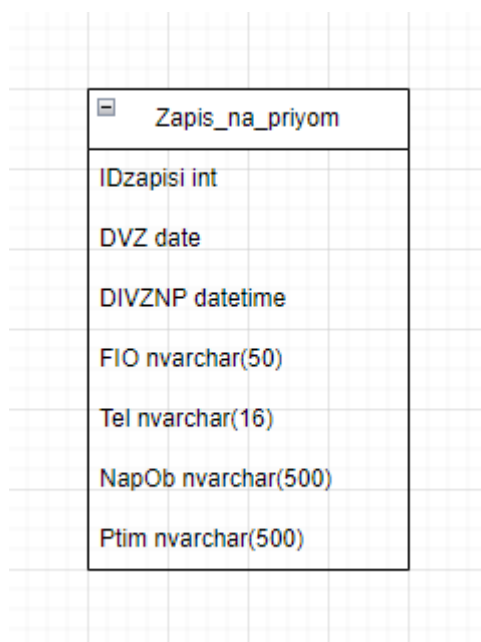 Zapis_na_priyom
IDzapisi int
DVZ date
DIVZNP datetime
FIO nvarchar(50)
Tel nvarchar(16)
NapOb nvarchar(500)
Ptim nvarchar(500)